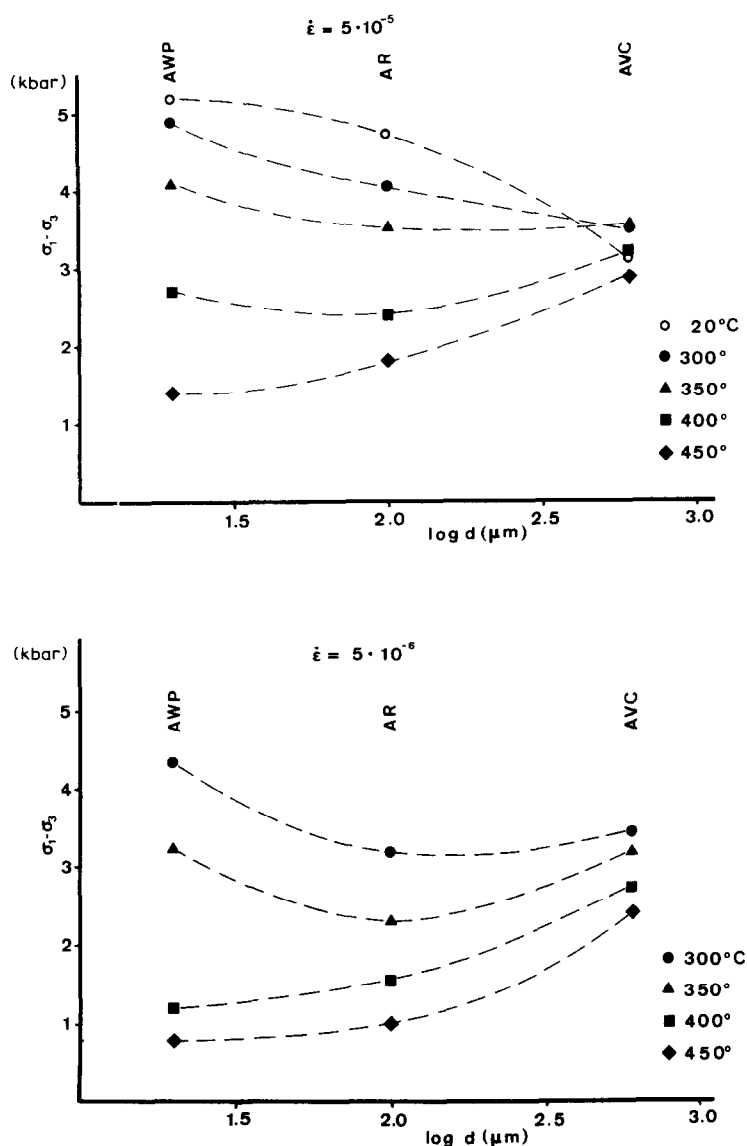 ε̇ = 5·10⁻⁵
AWP
AR
AVC
(kbar)
5
4
3
2
1
σ₁-σ₃
○ 20°C
● 300°
▲ 350°
■ 400°
◆ 450°
1.5
2.0
2.5
3.0
log d (μm)
ε̇ = 5·10⁻⁶
(kbar)
AWP
AR
AVC
5
4
3
2
1
σ₁-σ₃
● 300°C
▲ 350°
■ 400°
◆ 450°
1.5
2.0
2.5
3.0
log d (μm)